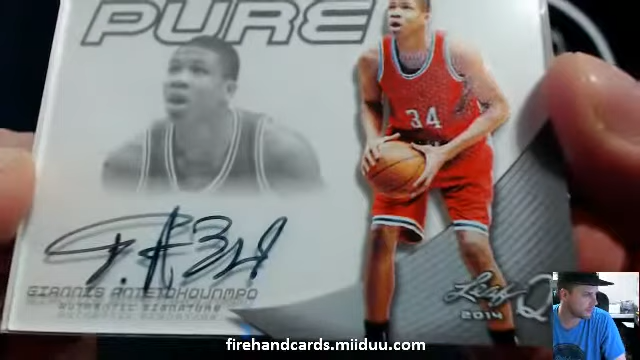 PURE
34
GIANNIS ANTETOKOUNMPO
AUTHENTIC SIGNATURE
Leaf Q
2014
firehandcards.miiduu.com